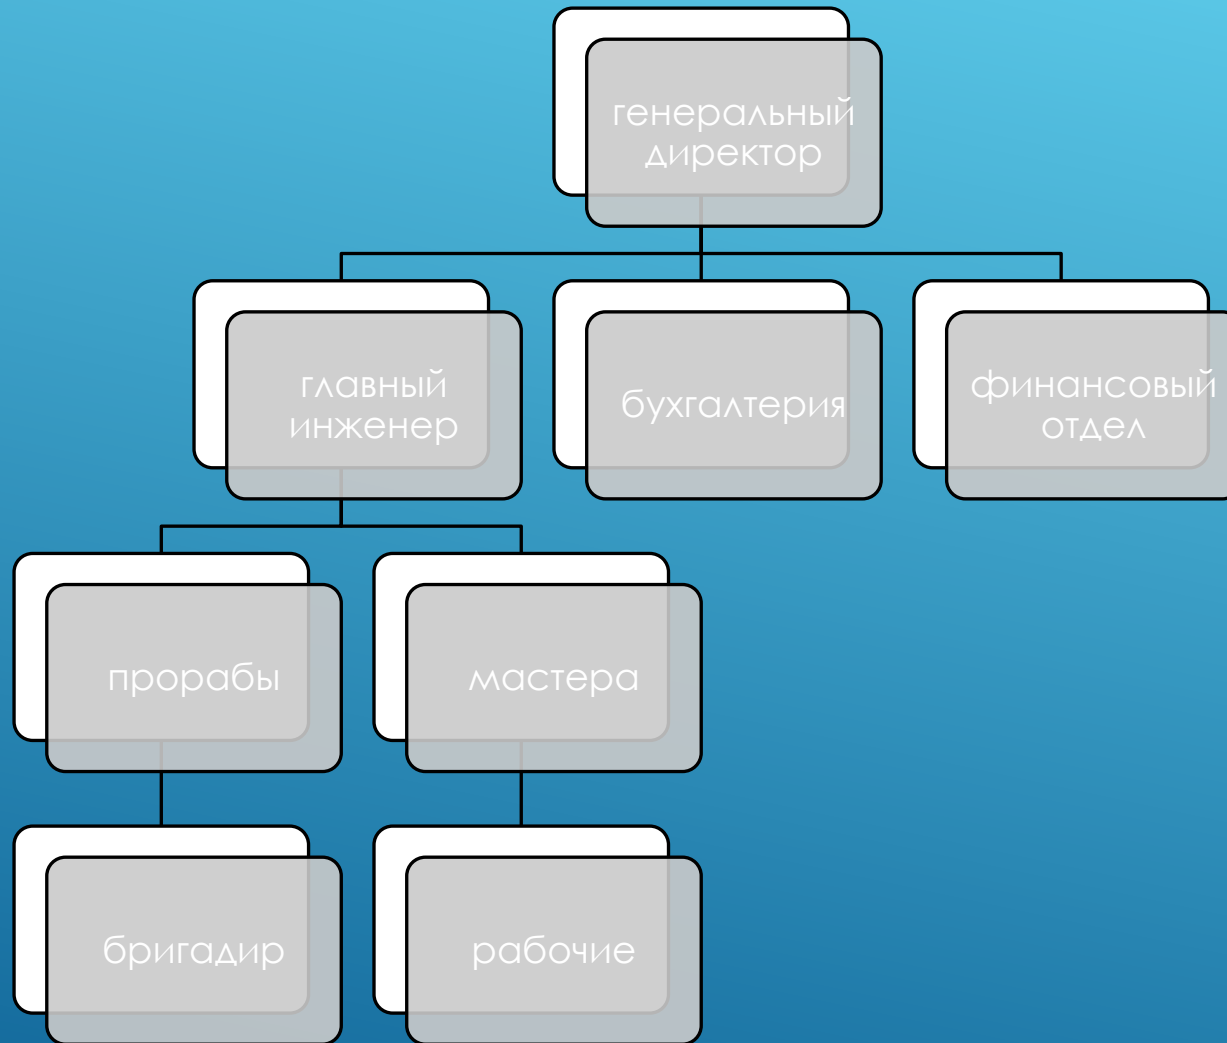 генеральный
директор
главный
инженер
бухгалтерия
финансовый
отдел
прорабы
мастера
бригадир
рабочие